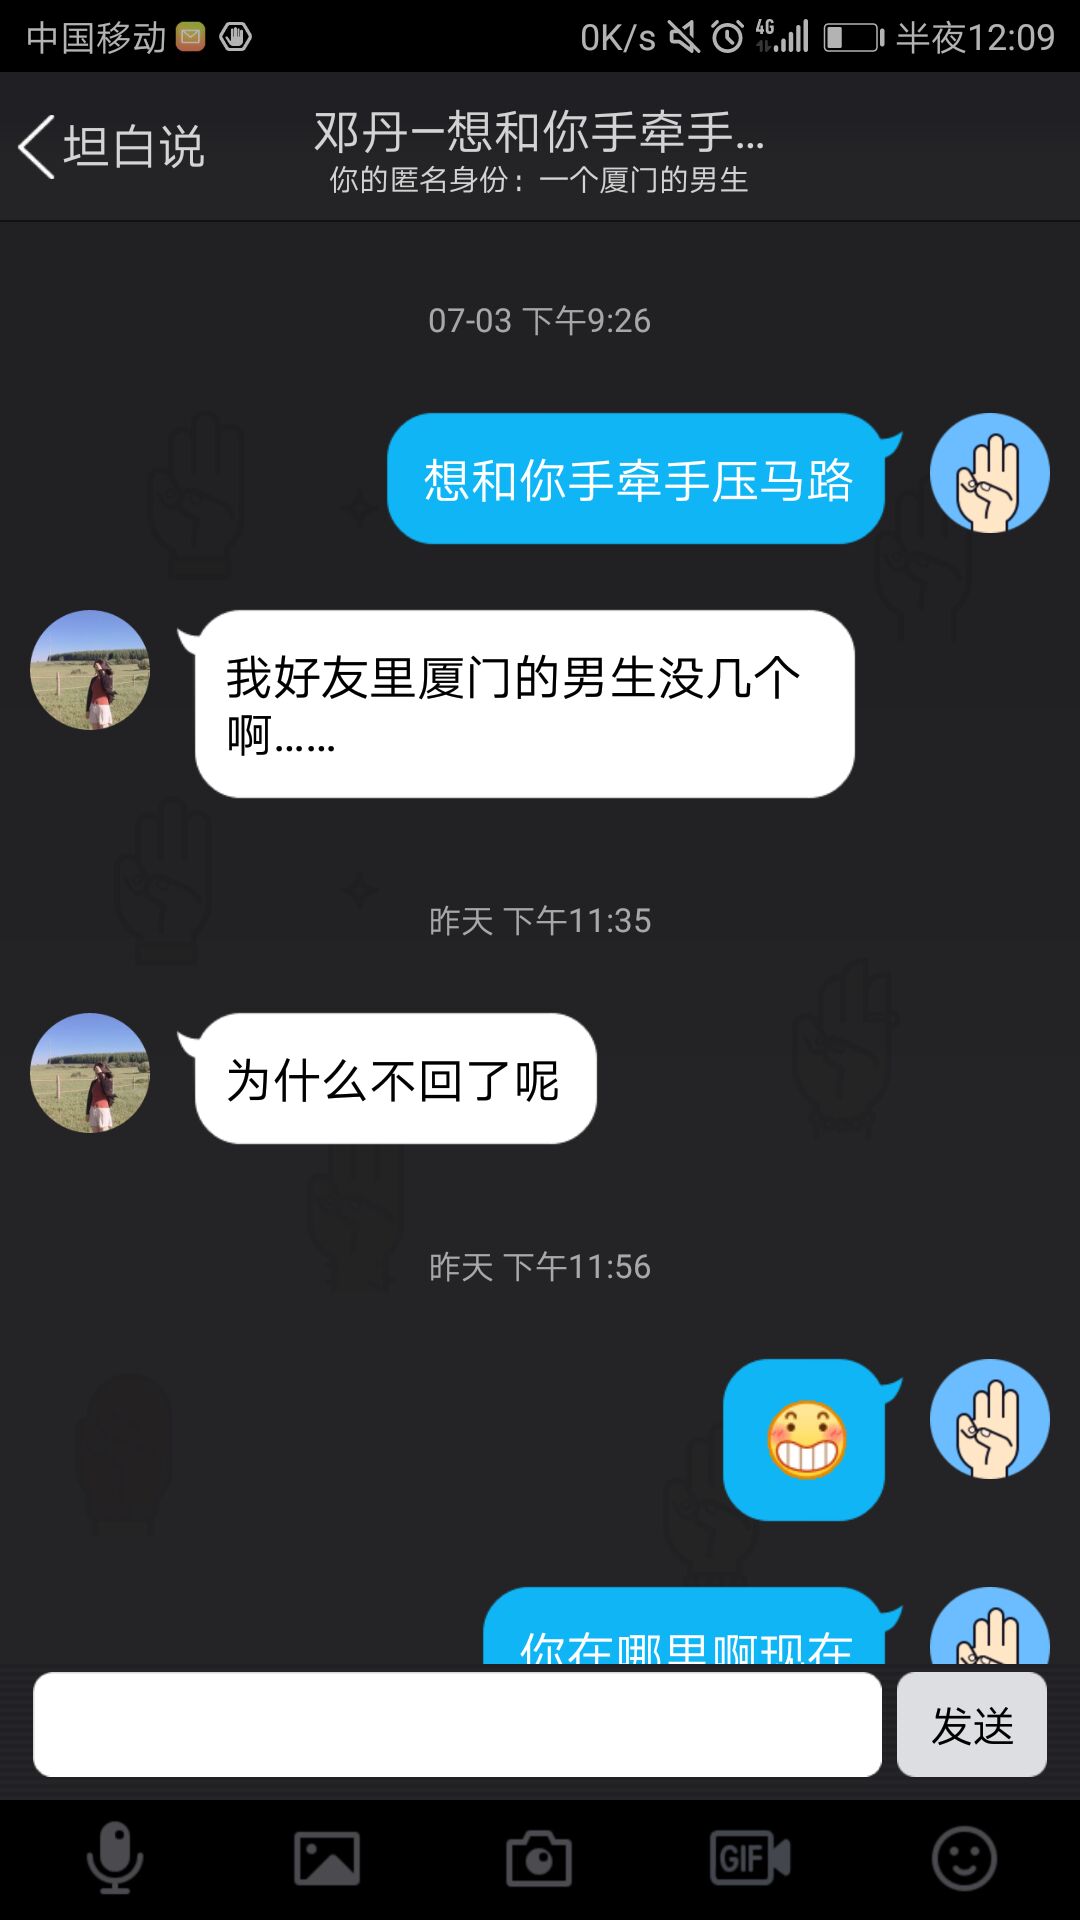 中国移动 0K/s 4G 半夜12:09
坦白说
邓丹—想和你手牵手...
你的匿名身份：一个厦门的男生
07-03 下午9:26
想和你手牵手压马路
我好友里厦门的男生没几个
啊......
昨天 下午11:35
为什么不回了呢
昨天 下午11:56
你在哪里啊现在
发送
GIF